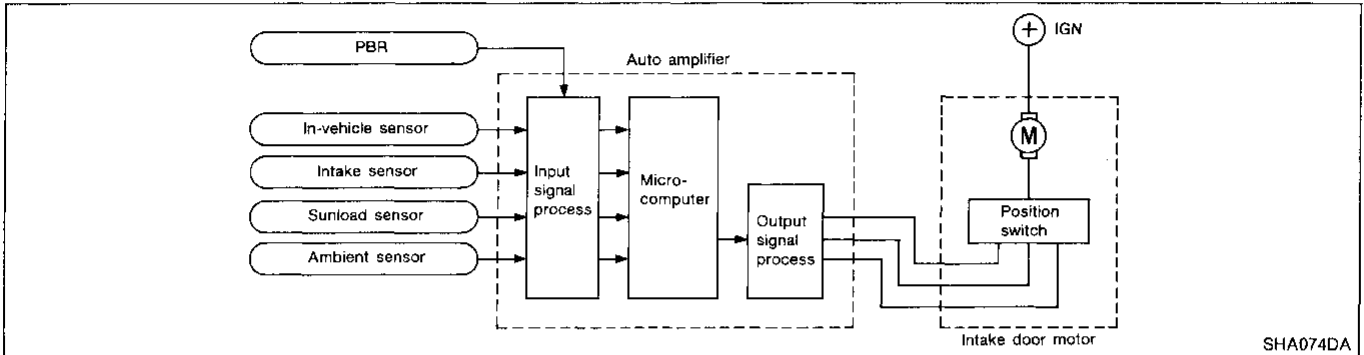 PBR
Auto amplifier
IGN
In-vehicle sensor
Intake sensor
Sunload sensor
Ambient sensor
Input
signal
process
Micro-
computer
Output
signal
process
M
Position
switch
Intake door motor
SHA074DA